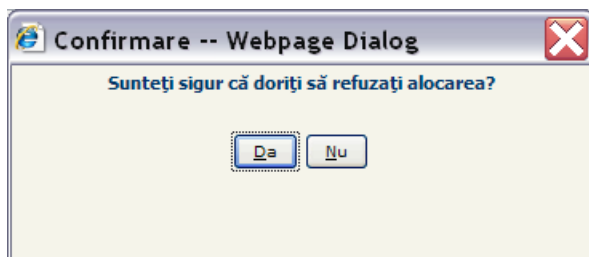 Confirmare -- Webpage Dialog
Sunteţi sigur că doriţi să refuzaţi alocarea?
Da Nu